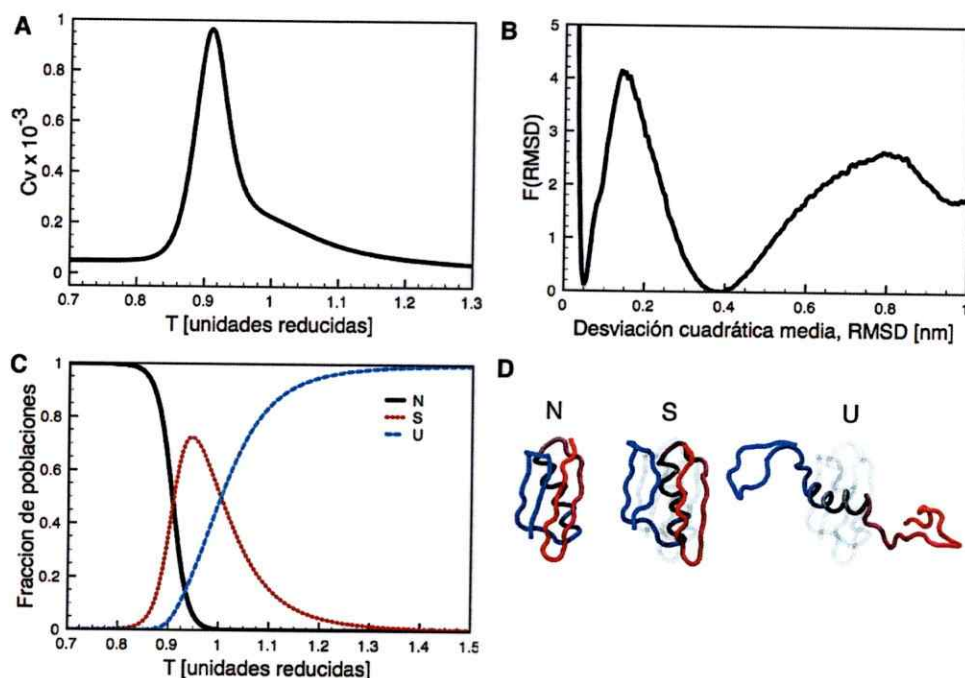 A
Cv x 10^-3
1
0.8
0.6
0.4
0.2
0
0.7 0.8 0.9 1 1.1 1.2 1.3
T [unidades reducidas]
B
F(RMSD)
5
4
3
2
1
0
0 0.2 0.4 0.6 0.8 1
Desviación cuadrática media, RMSD [nm]
C
Fraccion de poblaciones
1
0.8
0.6
0.4
0.2
0
N
S
U
0.7 0.8 0.9 1 1.1 1.2 1.3 1.4 1.5
T [unidades reducidas]
D
N S U